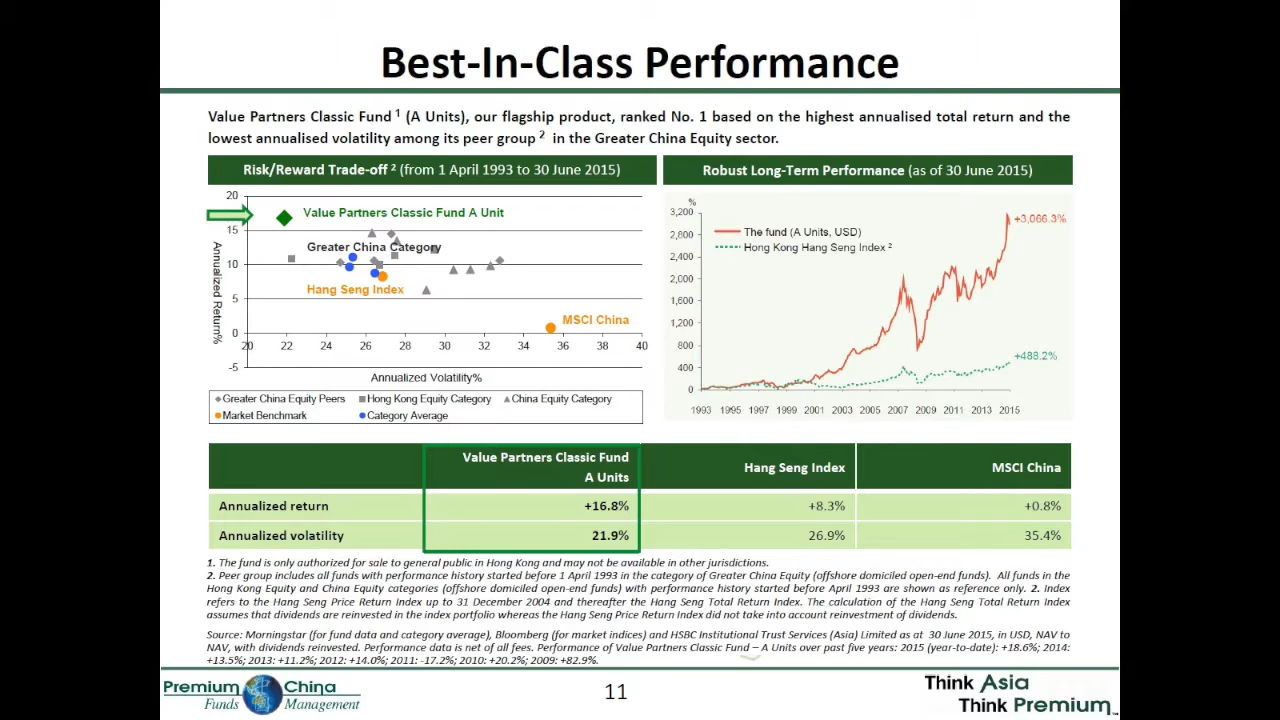 Best-In-Class Performance
Value Partners Classic Fund 1 (A Units), our flagship product, ranked No. 1 based on the highest annualised total return and the
lowest annualised volatility among its peer group 2 in the Greater China Equity sector.
Risk/Reward Trade-off 2 (from 1 April 1993 to 30 June 2015)
20
15
10
5
0
-5
Annualized Return%
Value Partners Classic Fund A Unit
Greater China Category
Hang Seng Index
MSCI China
20 22 24 26 28 30 32 34 36 38 40
Annualized Volatility%
Greater China Equity Peers Hong Kong Equity Category China Equity Category
Market Benchmark Category Average
Robust Long-Term Performance (as of 30 June 2015)
%
3,200
2,800
2,400
2,000
1,600
1,200
800
400
0
The fund (A Units, USD)
Hong Kong Hang Seng Index 2
+3,066.3%
+488.2%
1993 1995 1997 1999 2001 2003 2005 2007 2009 2011 2013 2015
Value Partners Classic Fund
A Units
Hang Seng Index
MSCI China
Annualized return +16.8% +8.3% +0.8%
Annualized volatility 21.9% 26.9% 35.4%
1. The fund is only authorized for sale to general public in Hong Kong and may not be available in other jurisdictions.
2. Peer group includes all funds with performance history started before 1 April 1993 in the category of Greater China Equity (offshore domiciled open-end funds). All funds in the
Hong Kong Equity and China Equity categories (offshore domiciled open-end funds) with performance history started before April 1993 are shown as reference only. 2. Index
refers to the Hang Seng Price Return Index up to 31 December 2004 and thereafter the Hang Seng Total Return Index. The calculation of the Hang Seng Total Return Index
assumes that dividends are reinvested in the index portfolio whereas the Hang Seng Price Return Index did not take into account reinvestment of dividends.
Source: Morningstar (for fund data and category average), Bloomberg (for market indices) and HSBC Institutional Trust Services (Asia) Limited as at 30 June 2015, in USD, NAV to
NAV, with dividends reinvested. Performance data is net of all fees. Performance of Value Partners Classic Fund – A Units over past five years: 2015 (year-to-date): +18.6%; 2014:
+13.5%; 2013: +11.2%; 2012: +14.0%; 2011: -17.2%; 2010: +20.2%; 2009: +82.9%.
Premium China
Funds Management
11
Think Asia
Think Premium™